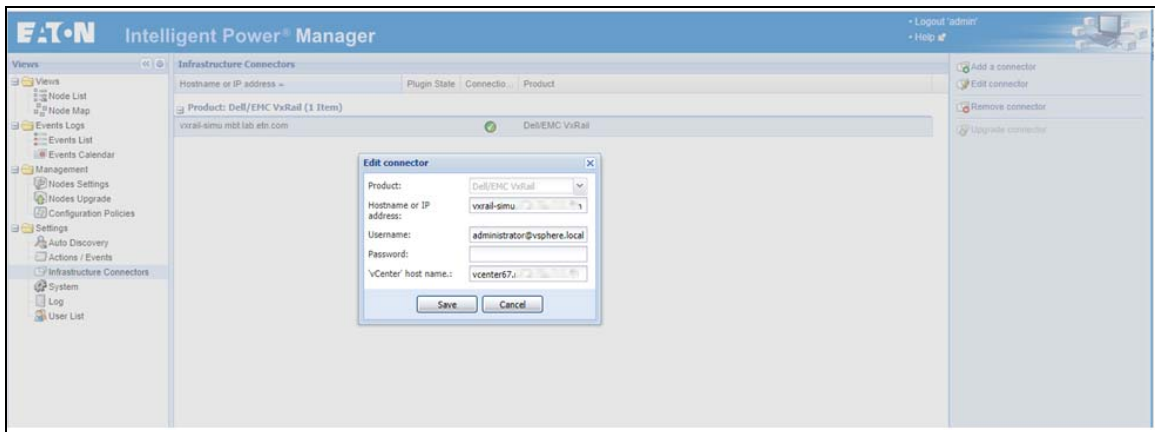 EATON Intelligent Power® Manager
Logout 'admin'
Help
Views
Infrastructure Connectors
Add a connector
Edit connector
Remove connector
Upgrade connector
Views
Node List
Node Map
Events Logs
Events List
Events Calendar
Management
Nodes Settings
Nodes Upgrade
Configuration Policies
Settings
Auto Discovery
Actions / Events
Infrastructure Connectors
System
Log
User List
Hostname or IP address
Plugin State
Connectio...
Product
Product: Dell/EMC VxRail (1 Item)
vxrail-simu.mbt.lab.etn.com
Dell/EMC VxRail
Edit connector
Product:
Dell/EMC VxRail
Hostname or IP
address:
vxrail-simu.
Username:
administrator@vsphere.local
Password:
'vCenter' host name.:
vcenter67.
Save
Cancel